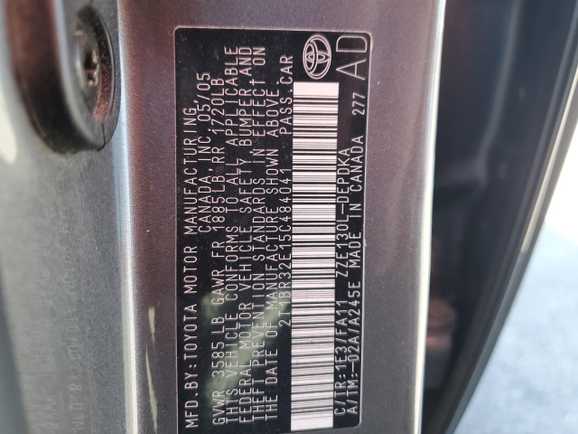 MFD.BY:TOYOTA MOTOR MANUFACTURING,
CANADA, INC. 05/05
GVWR 3585 LB GAWR FR 1885LB, RR 1720LB
THIS VEHICLE CONFORMS TO ALL APPLICABLE
FEDERAL MOTOR VEHICLE SAFETY, BUMPER, AND
THEFT PREVENTION STANDARDS IN EFFECT ON
THE DATE OF MANUFACTURE SHOWN ABOVE.
2T1BR32E15C484041 PASS.CAR
C/TR:1E3/FA11 ZZE130L-DEPDKA
A/TM:-02A/A245E MADE IN CANADA 277
AD